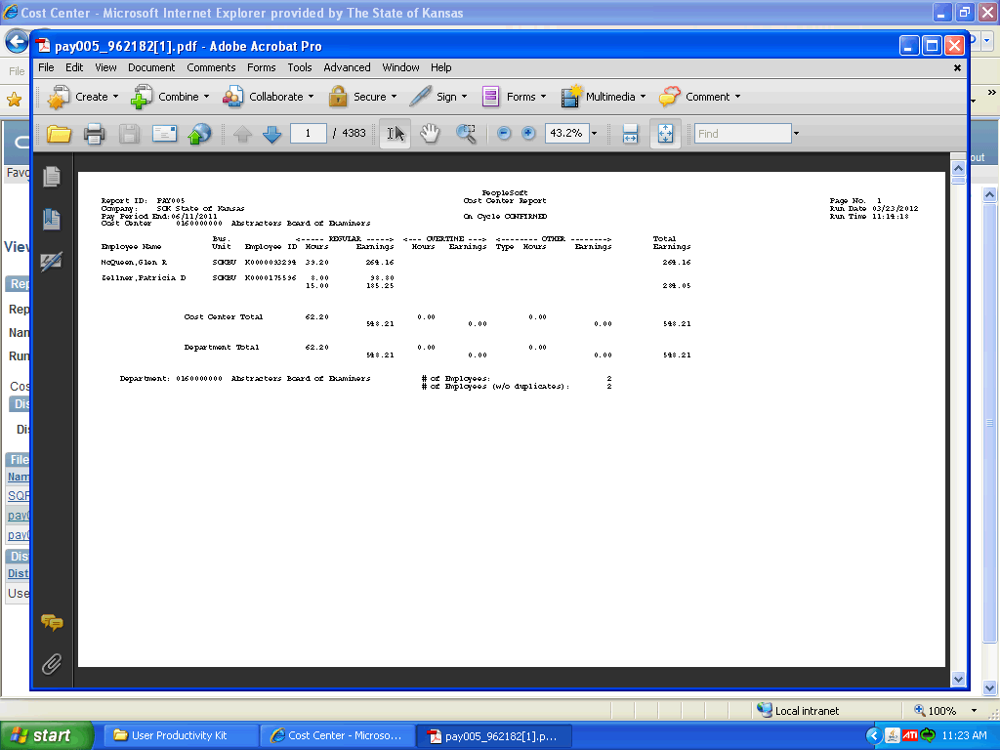 Cost Center - Microsoft Internet Explorer provided by The State of Kansas
pay005_962182[1].pdf - Adobe Acrobat Pro
File
File Edit View Document Comments Forms Tools Advanced Window Help
Create Combine Collaborate Secure Sign Forms Multimedia Comment
1 / 4383 43.2% Find
out
Favo
PeopleSoft
Report ID: PAY005 Cost Center Report Page No. 1
Company: SOK State of Kansas Run Date 03/23/2012
Pay Period End:06/11/2011 On Cycle CONFIRMED Run Time 11:14:18
Cost Center 0160000000 Abstracters Board of Examiners
Bus. <----- REGULAR -----> <--- OVERTINE ---> <-------- OTHER --------> Total
Employee Name Unit Employee ID Hours Earnings Hours Earnings Type Hours Earnings Earnings
McQueen,Glen R SOKBU K0000093294 39.20 264.16 264.16
Zellner,Patricia D SOKBU 8.00 98.80
15.00 185.25 284.05
Cost Center Total 62.20 0.00 0.00
548.21 0.00 0.00 548.21
Department Total 62.20 0.00 0.00
548.21 0.00 0.00 548.21
Department: 0160000000 Abstracters Board of Examiners # of Employees: 2
# of Employees (w/o duplicates): 2
View
Rep
Rep
Nan
Run
Cos
Dis
Dis
File
Nam
SQR
pay0
pay0
Dis
Dist
Use
Local intranet 100%
start User Productivity Kit Cost Center - Microso... pay005_962182[1].p... ATI 11:23 AM